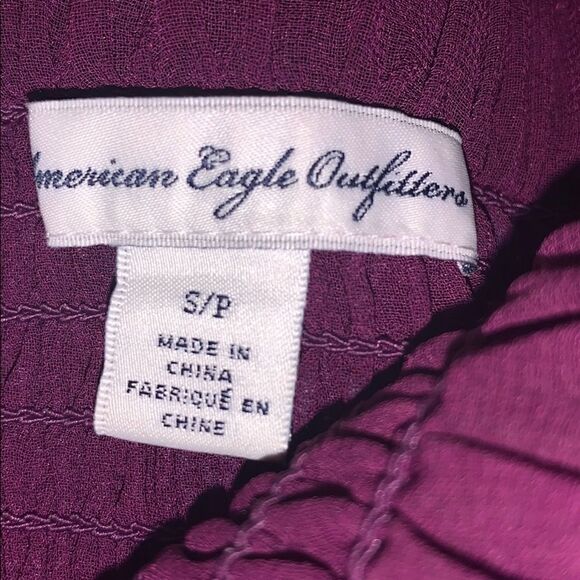 American Eagle Outfitters
S/P
MADE IN
CHINA
FABRIQUÉ EN
CHINE